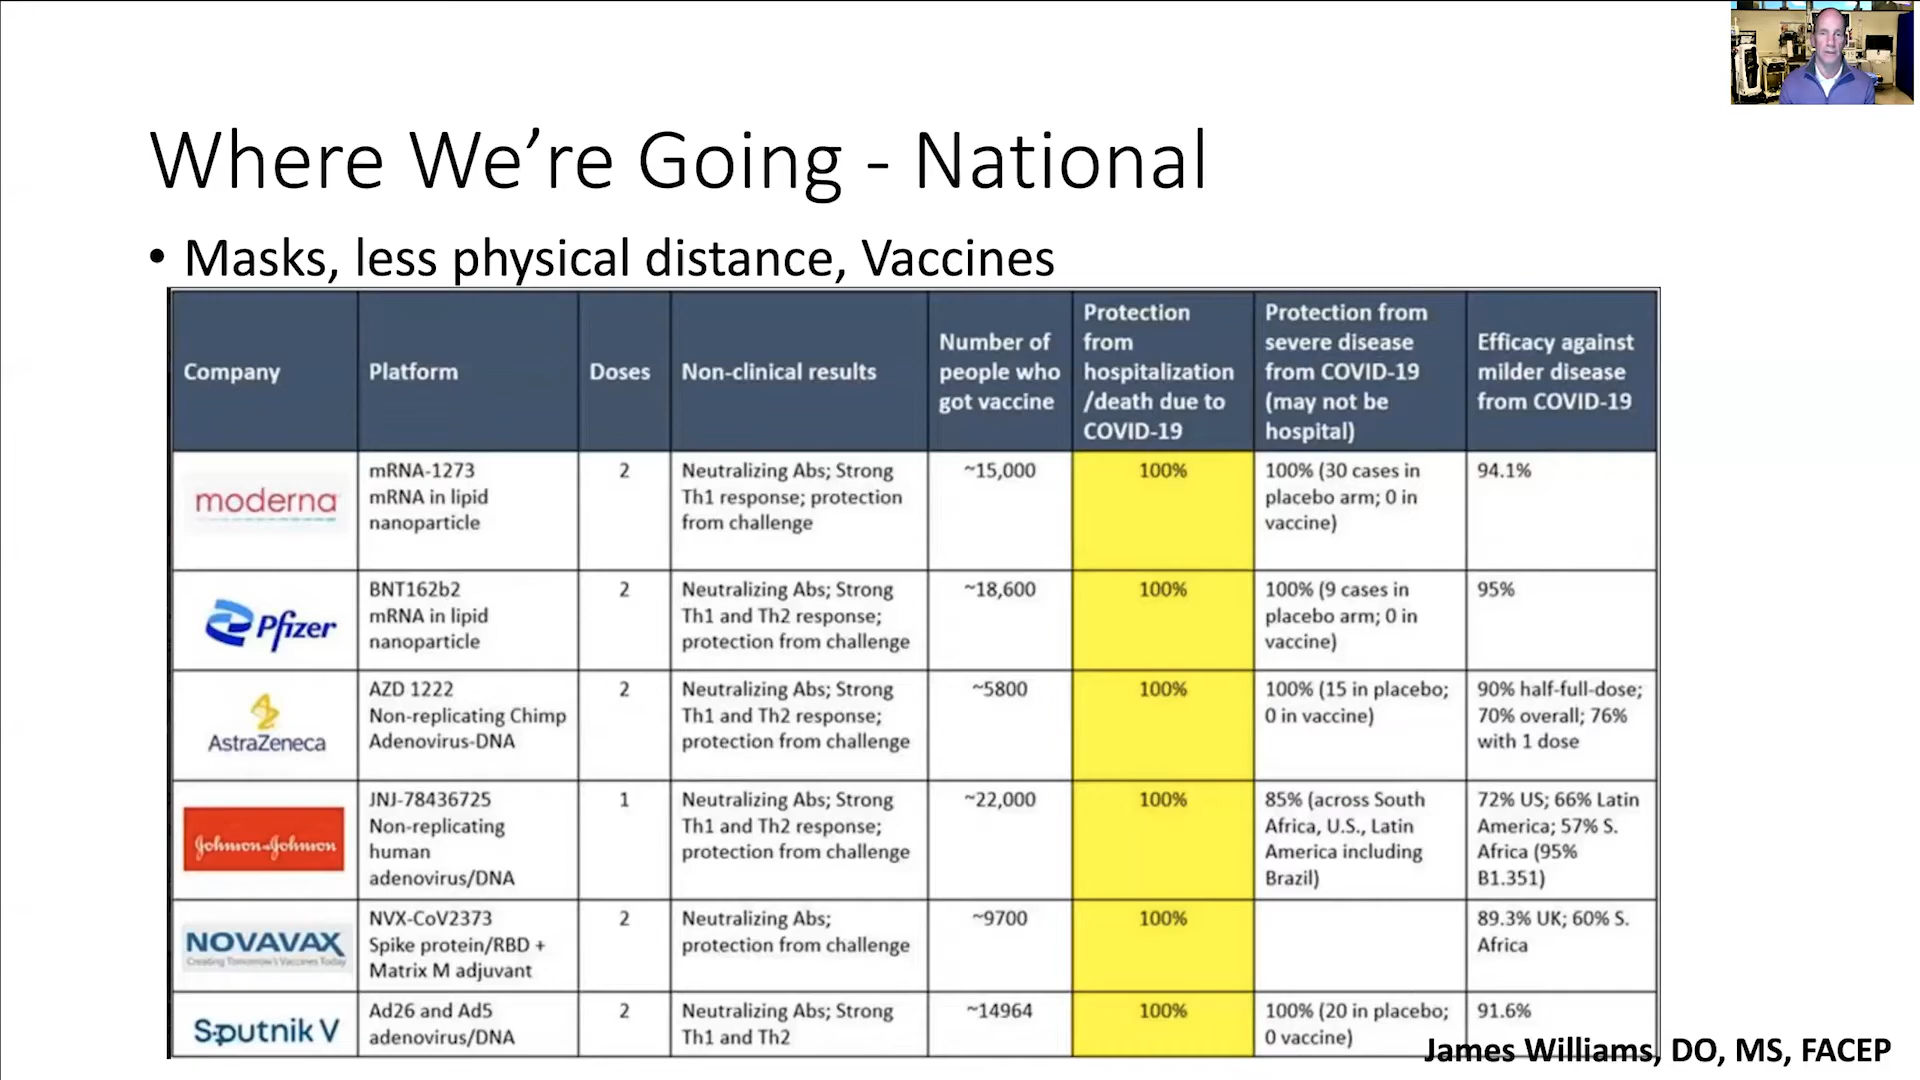 Where We're Going - National
• Masks, less physical distance, Vaccines
Company
Platform
Doses
Non-clinical results
Number of
people who
got vaccine
Protection
from
hospitalization
/death due to
COVID-19
Protection from
severe disease
from COVID-19
(may not be
hospital)
Efficacy against
milder disease
from COVID-19
moderna
mRNA-1273
mRNA in lipid
nanoparticle
2
Neutralizing Abs; Strong
Th1 response; protection
from challenge
~15,000
100%
100% (30 cases in
placebo arm; 0 in
vaccine)
94.1%
Pfizer
BNT162b2
mRNA in lipid
nanoparticle
2
Neutralizing Abs; Strong
Th1 and Th2 response;
protection from challenge
~18,600
100%
100% (9 cases in
placebo arm; 0 in
vaccine)
95%
AstraZeneca
AZD 1222
Non-replicating Chimp
Adenovirus-DNA
2
Neutralizing Abs; Strong
Th1 and Th2 response;
protection from challenge
~5800
100%
100% (15 in placebo;
0 in vaccine)
90% half-full-dose;
70% overall; 76%
with 1 dose
Johnson&Johnson
JNJ-78436725
Non-replicating
human
adenovirus/DNA
1
Neutralizing Abs; Strong
Th1 and Th2 response;
protection from challenge
~22,000
100%
85% (across South
Africa, U.S., Latin
America including
Brazil)
72% US; 66% Latin
America; 57% S.
Africa (95%
B1.351)
NOVAVAX
Creating Tomorrow's Vaccines Today
NVX-CoV2373
Spike protein/RBD +
Matrix M adjuvant
2
Neutralizing Abs;
protection from challenge
~9700
100%
89.3% UK; 60% S.
Africa
Sputnik V
Ad26 and Ad5
adenovirus/DNA
2
Neutralizing Abs; Strong
Th1 and Th2
~14964
100%
100% (20 in placebo;
0 vaccine)
91.6%
James Williams, DO, MS, FACEP